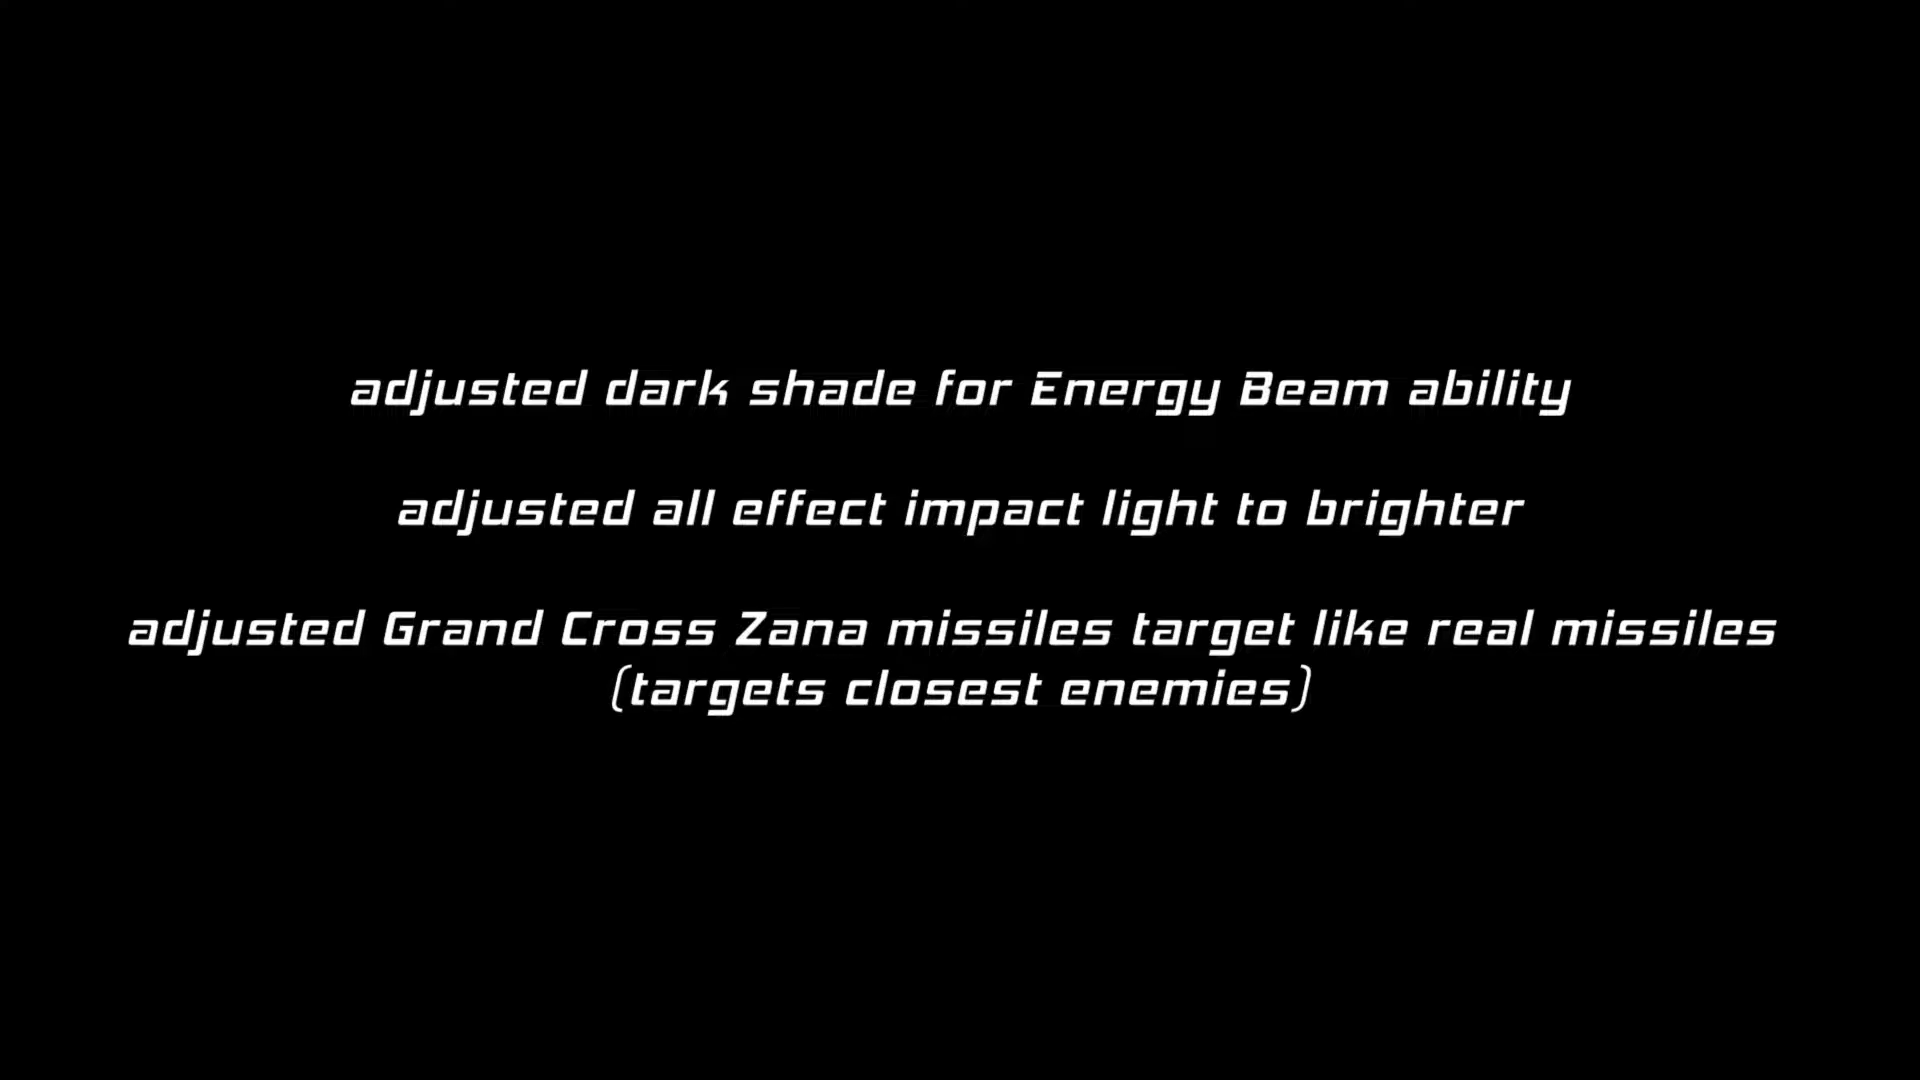 adjusted dark shade for Energy Beam ability
adjusted all effect impact light to brighter
adjusted Grand Cross Zana missiles target like real missiles
(targets closest enemies)